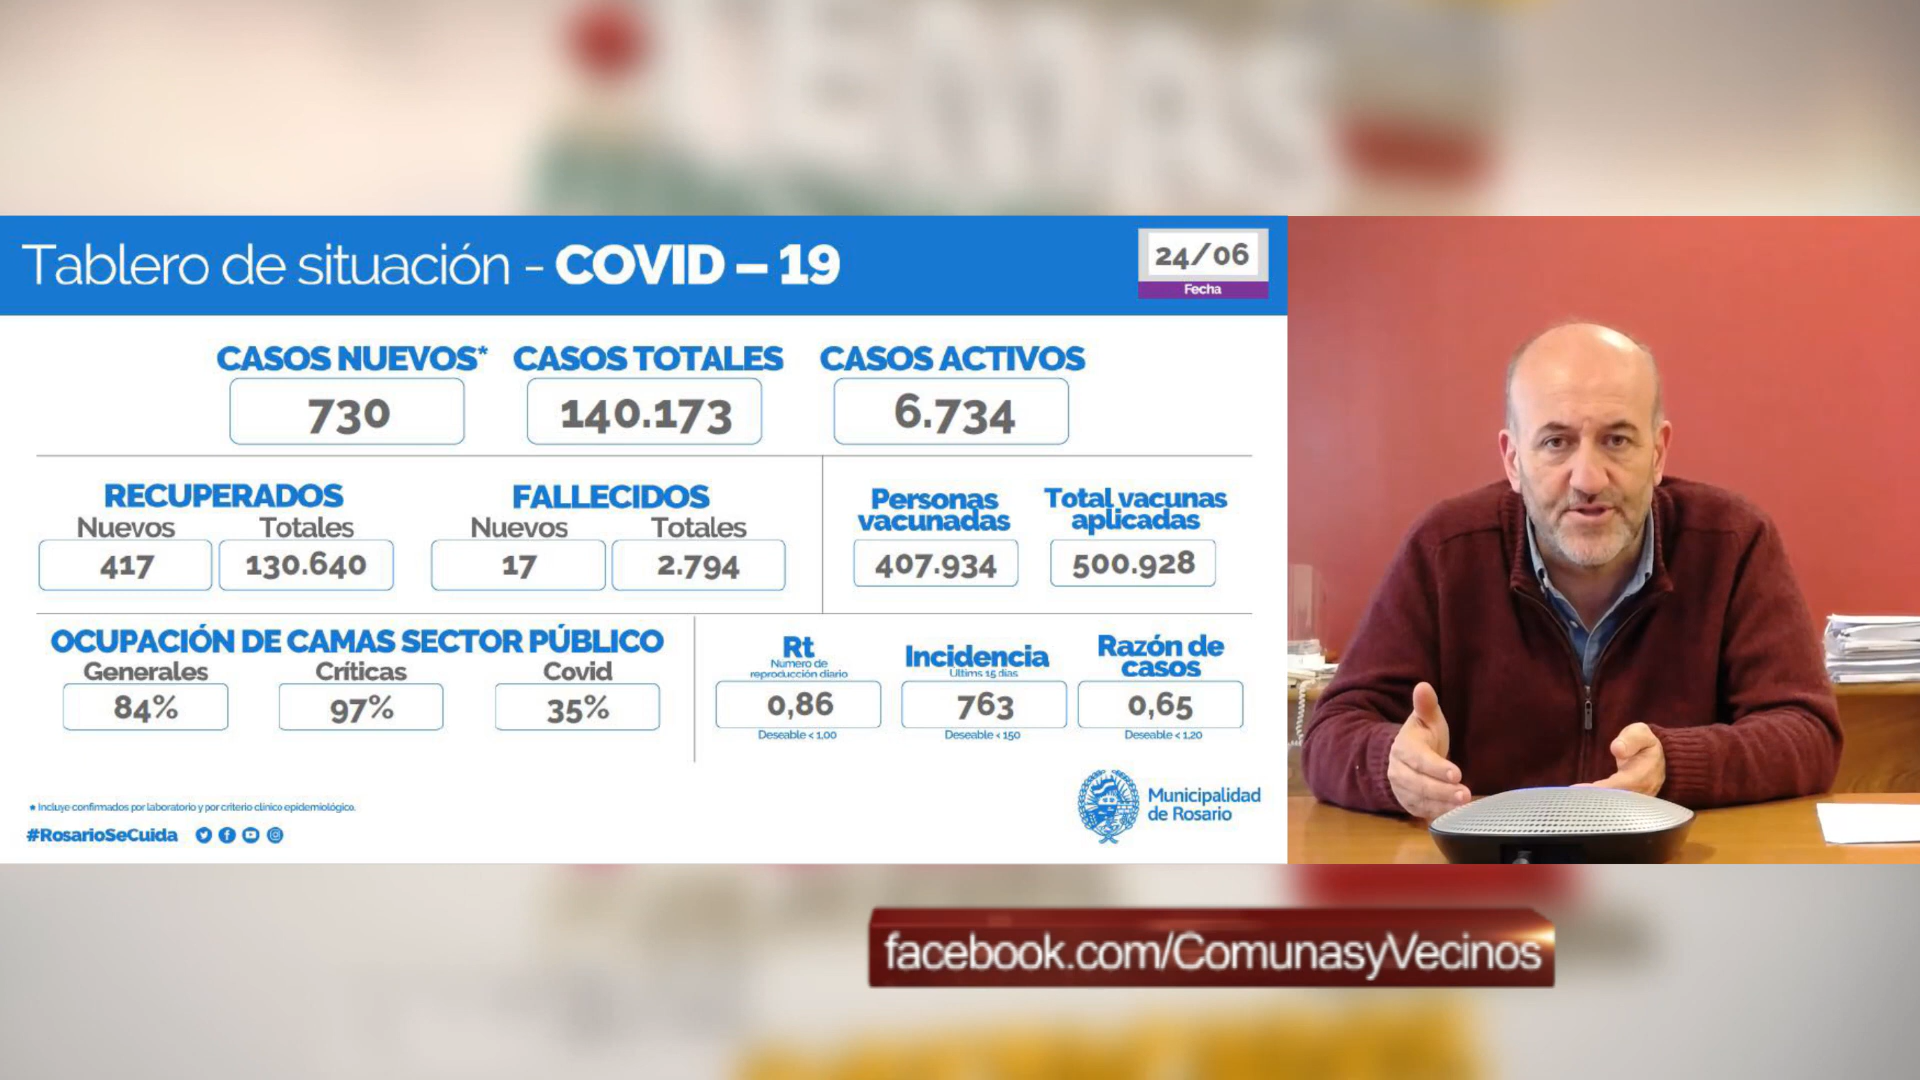 Tablero de situación - COVID – 19
24/06
Fecha
CASOS NUEVOS* CASOS TOTALES CASOS ACTIVOS
730 140.173 6.734
RECUPERADOS FALLECIDOS
Nuevos Totales Nuevos Totales
417 130.640 17 2.794
Personas vacunadas
407.934
Total vacunas aplicadas
500.928
OCUPACIÓN DE CAMAS SECTOR PÚBLICO
Generales Críticas Covid
84% 97% 35%
Rt
Numero de
reproducción diario
0,86
Deseable < 1,00
Incidencia
Ultims 15 dias
763
Deseable < 150
Razón de
casos
0,65
Deseable < 1,20
* Incluye confirmados por laboratorio y por criterio clínico epidemiológico.
#RosarioSeCuida
Municipalidad
de Rosario
facebook.com/ComunasyVecinos